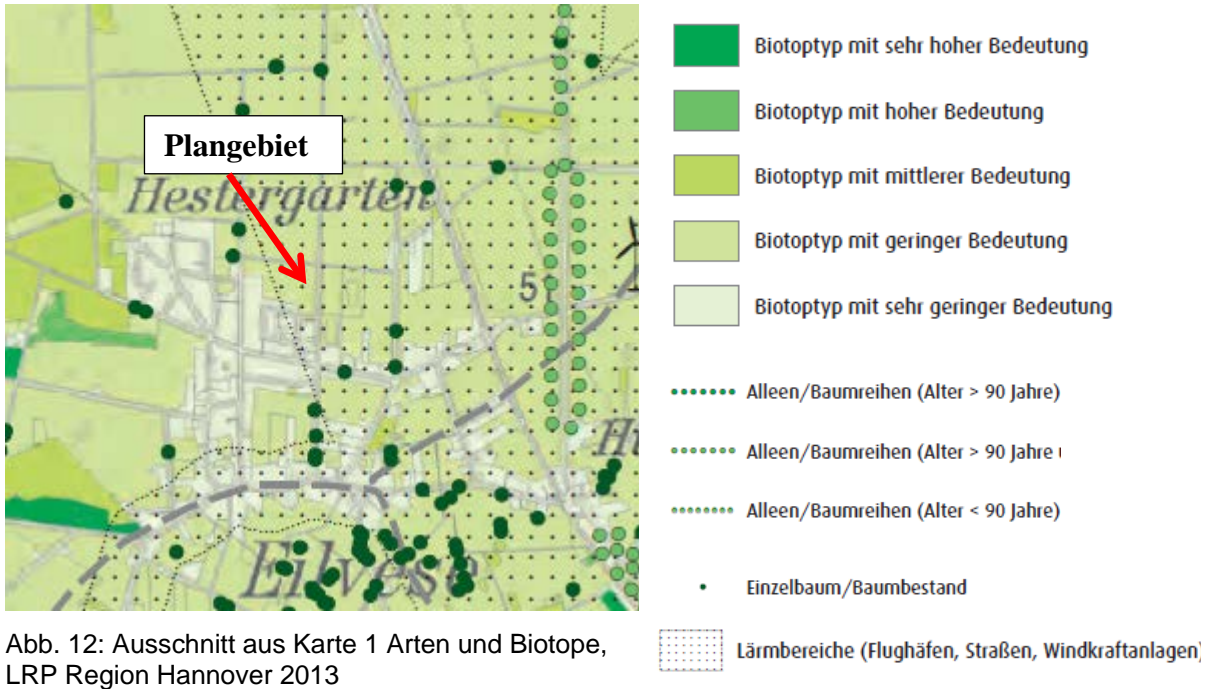 Plangebiet
Hestergarten
5
Eilvese
Abb. 12: Ausschnitt aus Karte 1 Arten und Biotope,
LRP Region Hannover 2013
Biotoptyp mit sehr hoher Bedeutung
Biotoptyp mit hoher Bedeutung
Biotoptyp mit mittlerer Bedeutung
Biotoptyp mit geringer Bedeutung
Biotoptyp mit sehr geringer Bedeutung
Alleen/Baumreihen (Alter > 90 Jahre)
Alleen/Baumreihen (Alter > 90 Jahre
Alleen/Baumreihen (Alter < 90 Jahre)
Einzelbaum/Baumbestand
Lärmbereiche (Flughäfen, Straßen, Windkraftanlagen)